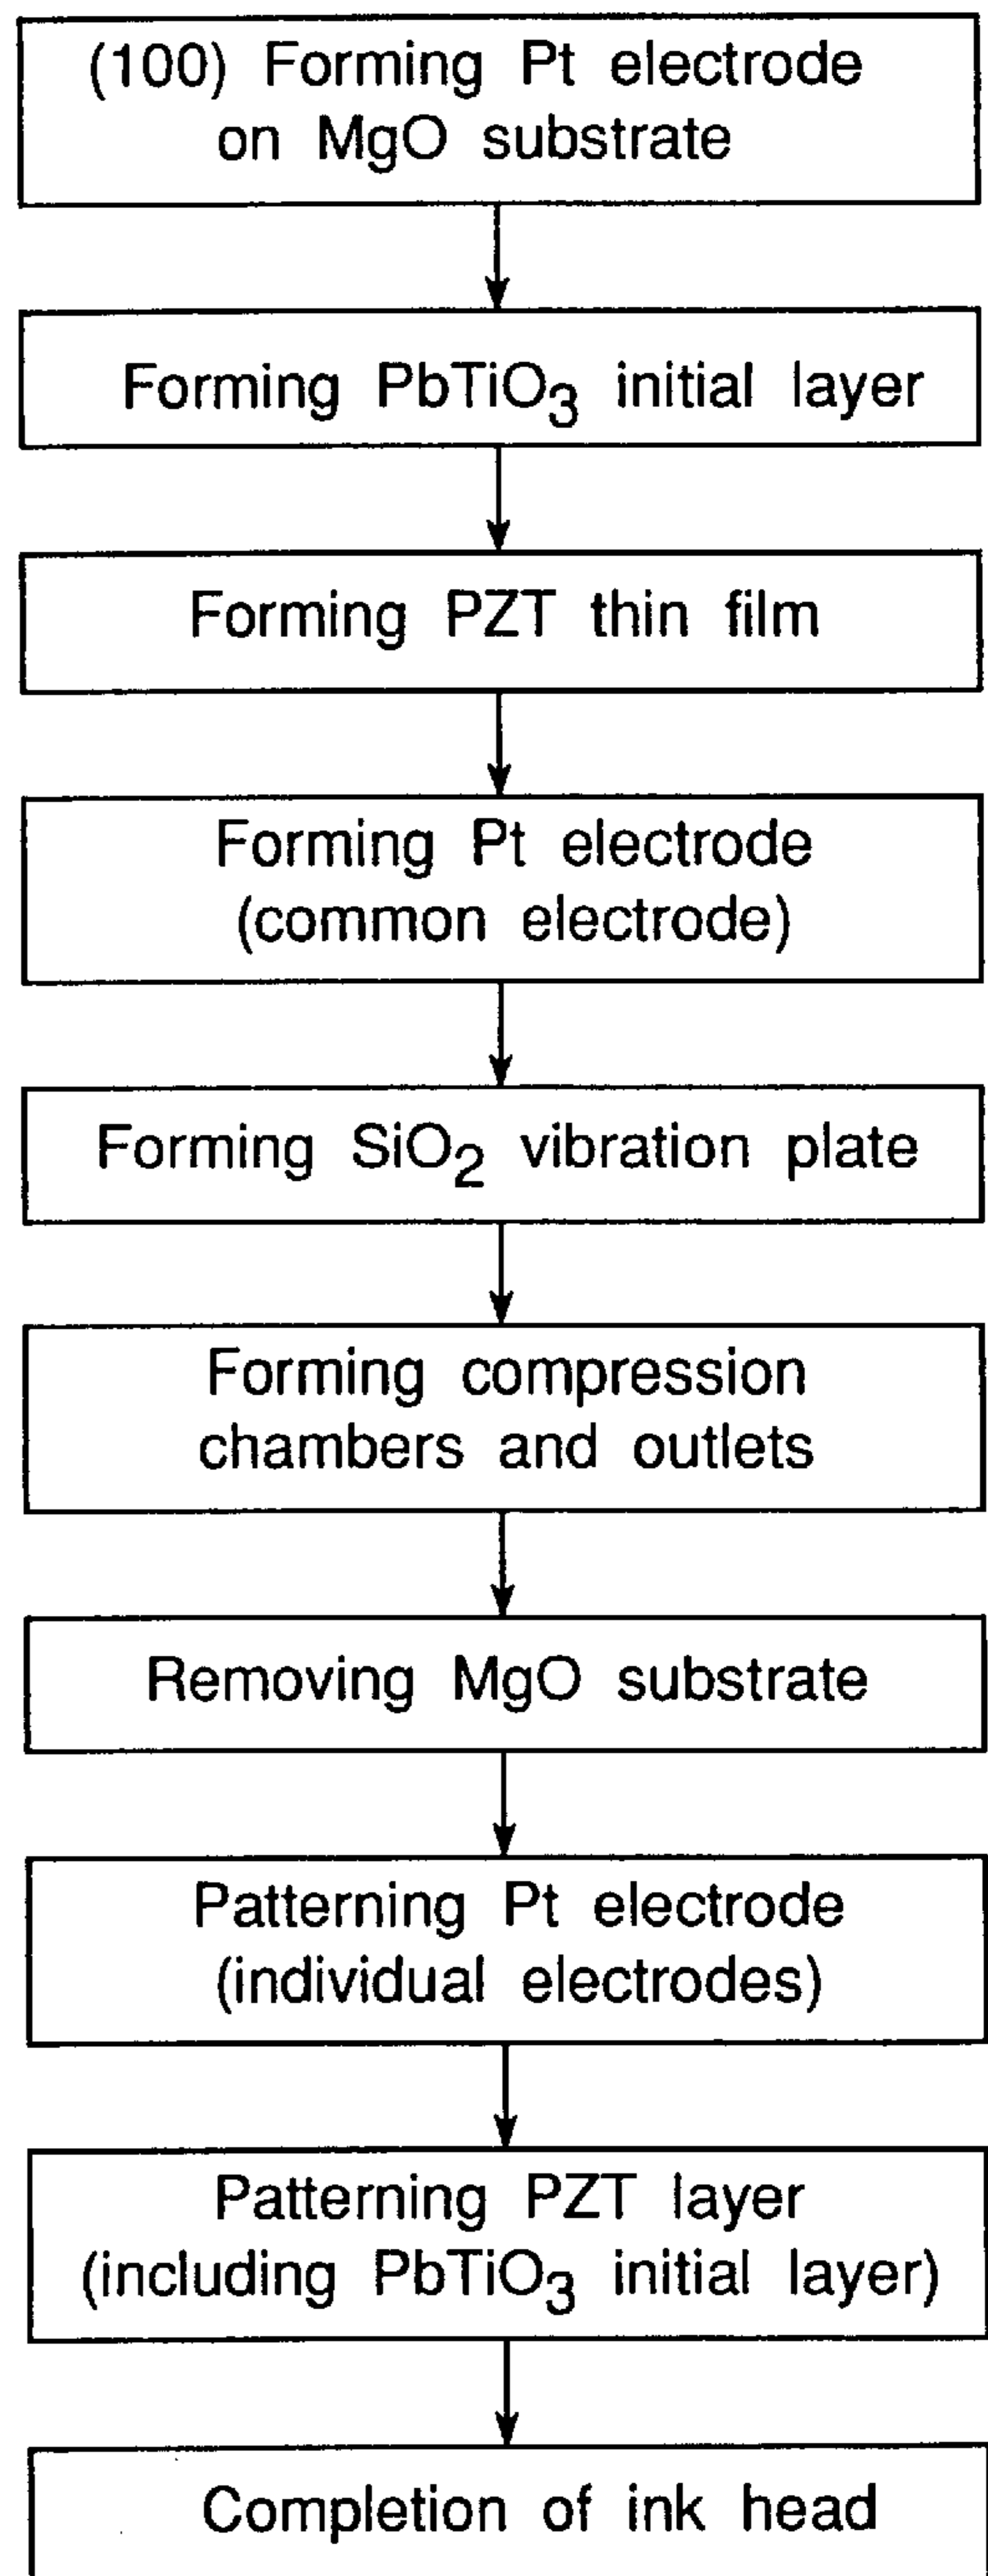 (100) Forming Pt electrode
on MgO substrate
Forming PbTiO₃ initial layer
Forming PZT thin film
Forming Pt electrode
(common electrode)
Forming SiO₂ vibration plate
Forming compression
chambers and outlets
Removing MgO substrate
Patterning Pt electrode
(individual electrodes)
Patterning PZT layer
(including PbTiO₃ initial layer)
Completion of ink head